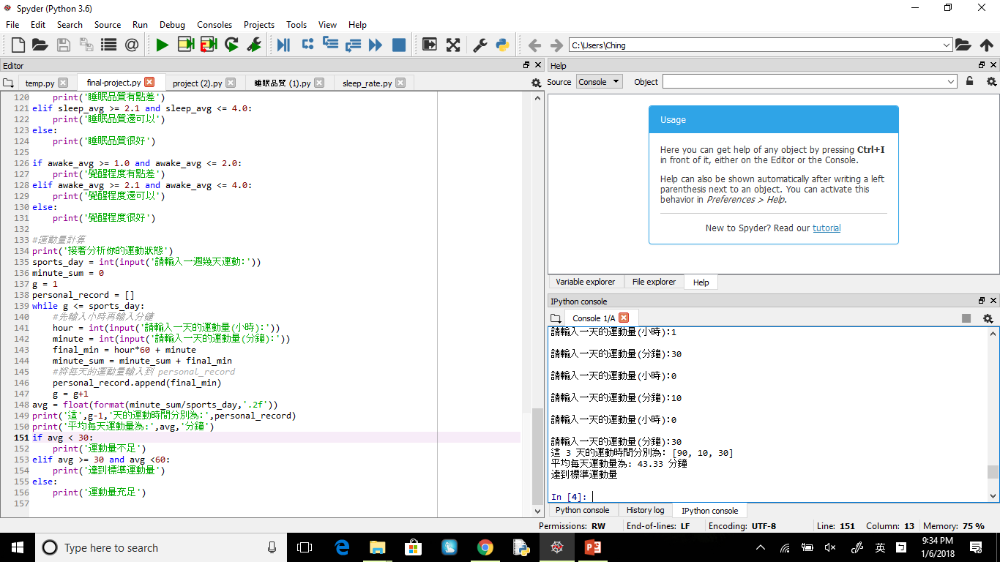 Spyder (Python 3.6)
File Edit Search Source Run Debug Consoles Projects Tools View Help
C:\Users\Ching
Editor
temp.py final-project.py project (2).py 睡眠品質 (1).py sleep_rate.py
120 print('睡眠品質有點差')
121 elif sleep_avg >= 2.1 and sleep_avg <= 4.0:
122 print('睡眠品質還可以')
123 else:
124 print('睡眠品質很好')
125
126 if awake_avg >= 1.0 and awake_avg <= 2.0:
127 print('覺醒程度有點差')
128 elif awake_avg >= 2.1 and awake_avg <= 4.0:
129 print('覺醒程度還可以')
130 else:
131 print('覺醒程度很好')
132
133 #運動量計算
134 print('接著分析你的運動狀態')
135 sports_day = int(input('請輸入一週幾天運動:'))
136 minute_sum = 0
137 g = 1
138 personal_record = []
139 while g <= sports_day:
140 #先輸入小時再輸入分鐘
141 hour = int(input('請輸入一天的運動量(小時):'))
142 minute = int(input('請輸入一天的運動量(分鐘):'))
143 final_min = hour*60 + minute
144 minute_sum = minute_sum + final_min
145 #將每天的運動量輸入到 personal_record
146 personal_record.append(final_min)
147 g = g+1
148 avg = float(format(minute_sum/sports_day,'.2f'))
149 print('這',g-1,'天的運動時間分別為:',personal_record)
150 print('平均每天運動量為:',avg,'分鐘')
151 if avg < 30:
152 print('運動量不足')
153 elif avg >= 30 and avg <60:
154 print('達到標準運動量')
155 else:
156 print('運動量充足')
157
Help
Source Console Object
Usage
Here you can get help of any object by pressing Ctrl+I
in front of it, either on the Editor or the Console.
Help can also be shown automatically after writing a left
parenthesis next to an object. You can activate this
behavior in Preferences > Help.
New to Spyder? Read our tutorial
Variable explorer File explorer Help
IPython console
Console 1/A
請輸入一天的運動量(小時):1
請輸入一天的運動量(分鐘):30
請輸入一天的運動量(小時):0
請輸入一天的運動量(分鐘):10
請輸入一天的運動量(小時):0
請輸入一天的運動量(分鐘):30
這 3 天的運動時間分別為: [90, 10, 30]
平均每天運動量為: 43.33 分鐘
達到標準運動量
In [4]:
Python console History log IPython console
Permissions: RW End-of-lines: LF Encoding: UTF-8 Line: 151 Column: 13 Memory: 75 %
Type here to search
英
9:34 PM
1/6/2018